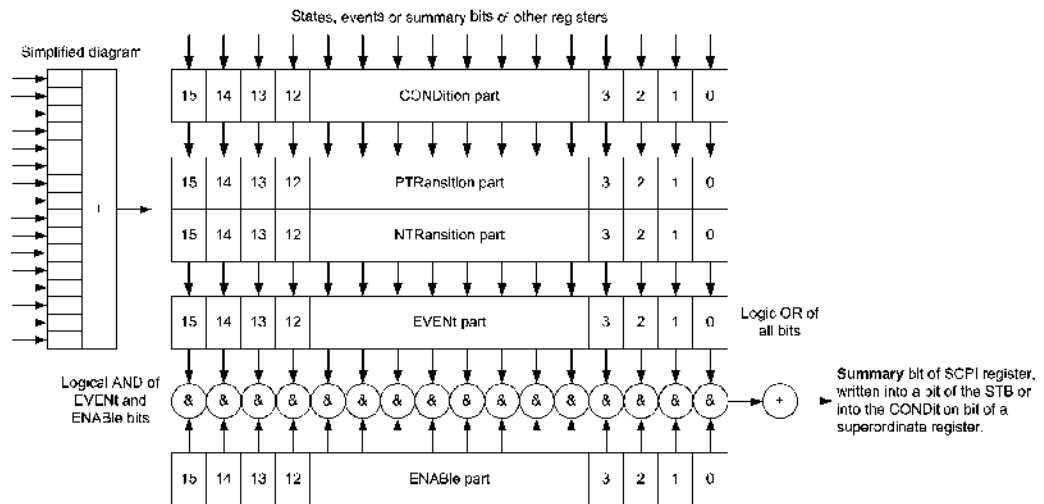 States, events or summary bits of other registers
Simplified diagram
15 14 13 12 CONDition part 3 2 1 0
15 14 13 12 PTRansition part 3 2 1 0
+
15 14 13 12 NTRansition part 3 2 1 0
15 14 13 12 EVENt part 3 2 1 0
Logic OR of
all bits
Logical AND of
EVENt and
ENABle bits
& & & & & & & & & & & & & & & &
+
Summary bit of SCPI register,
written into a bit of the STB or
into the CONDition bit of a
superordinate register.
15 14 13 12 ENABle part 3 2 1 0